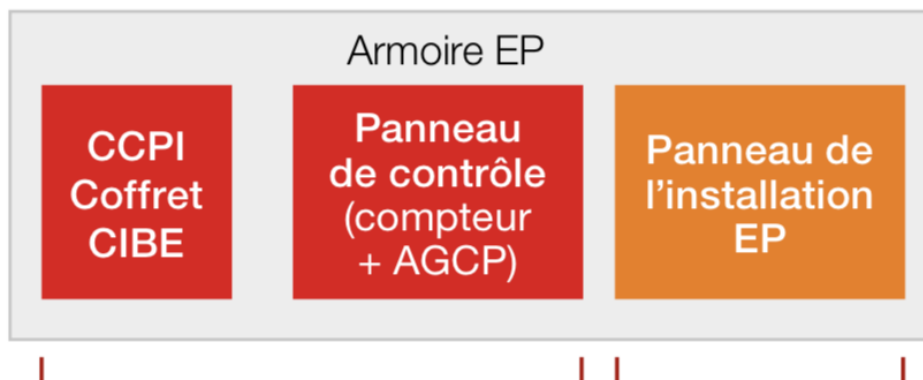 Armoire EP
CCPI
Coffret
CIBE
Panneau
de contrôle
(compteur
+ AGCP)
Panneau de
l'installation
EP